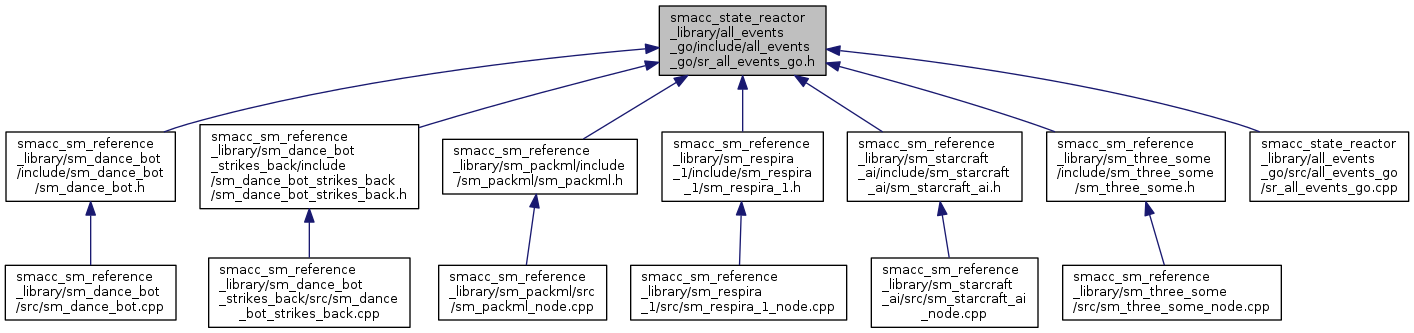 smacc_state_reactor
_library/all_events
_go/include/all_events
_go/sr_all_events_go.h
smacc_sm_reference
_library/sm_dance_bot
/include/sm_dance_bot
/sm_dance_bot.h
smacc_sm_reference
_library/sm_dance_bot
_strikes_back/include
/sm_dance_bot_strikes_back
/sm_dance_bot_strikes_back.h
smacc_sm_reference
_library/sm_packml/include
/sm_packml/sm_packml.h
smacc_sm_reference
_library/sm_respira
_1/include/sm_respira
_1/sm_respira_1.h
smacc_sm_reference
_library/sm_starcraft
_ai/include/sm_starcraft
_ai/sm_starcraft_ai.h
smacc_sm_reference
_library/sm_three_some
/include/sm_three_some
/sm_three_some.h
smacc_state_reactor
_library/all_events
_go/src/all_events_go
/sr_all_events_go.cpp
smacc_sm_reference
_library/sm_dance_bot
/src/sm_dance_bot.cpp
smacc_sm_reference
_library/sm_dance_bot
_strikes_back/src/sm_dance
_bot_strikes_back.cpp
smacc_sm_reference
_library/sm_packml/src
/sm_packml_node.cpp
smacc_sm_reference
_library/sm_respira
_1/src/sm_respira_1_node.cpp
smacc_sm_reference
_library/sm_starcraft
_ai/src/sm_starcraft_ai
_node.cpp
smacc_sm_reference
_library/sm_three_some
/src/sm_three_some_node.cpp